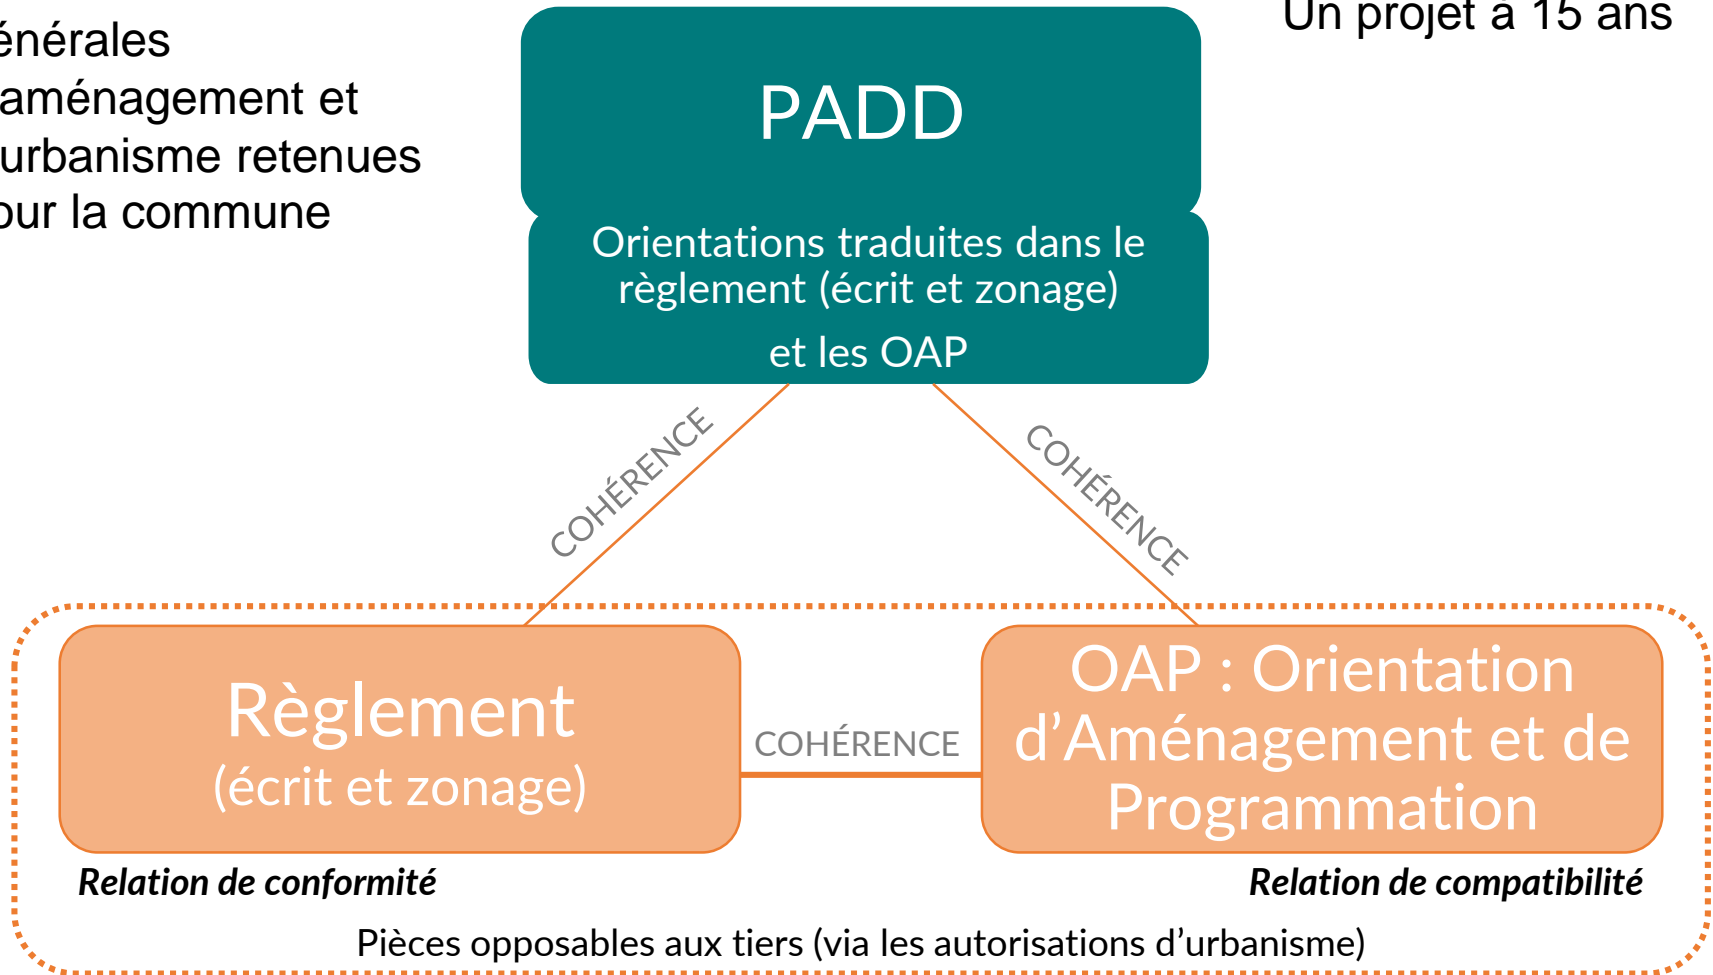 énérales
aménagement et
urbanisme retenues
our la commune
Un projet à 15 ans
PADD
Orientations traduites dans le
règlement (écrit et zonage)
et les OAP
COHÉRENCE
COHÉRENCE
Règlement
(écrit et zonage)
COHÉRENCE
OAP : Orientation
d’Aménagement et de
Programmation
Relation de conformité
Relation de compatibilité
Pièces opposables aux tiers (via les autorisations d’urbanisme)